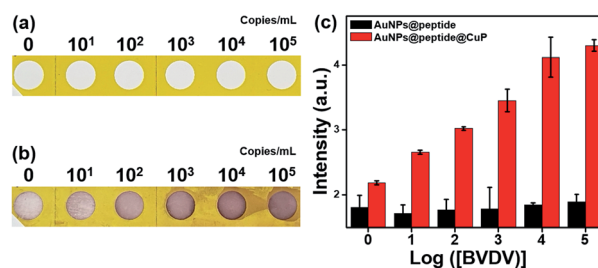 (a)
Copies/mL
0 10¹ 10² 10³ 10⁴ 10⁵
(b)
Copies/mL
0 10¹ 10² 10³ 10⁴ 10⁵
(c)
AuNPs@peptide
AuNPs@peptide@CuP
Intensity (a.u.)
4
3
2
0 1 2 3 4 5
Log ([BVDV])